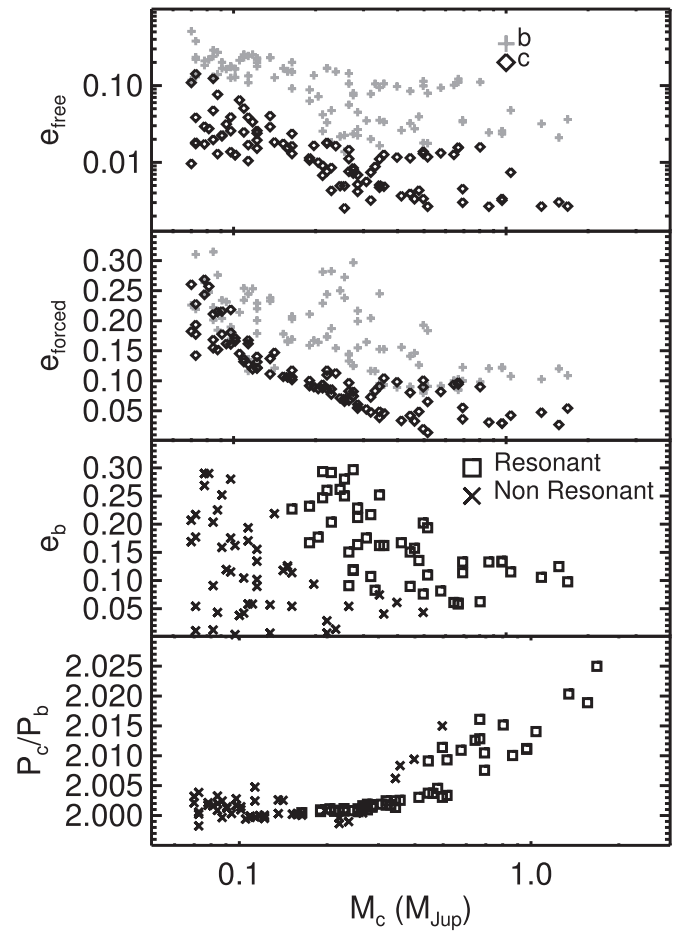 b
c
0.10
0.01
e_free
0.30
0.25
0.20
0.15
0.10
0.05
e_forced
Resonant
Non Resonant
0.30
0.25
0.20
0.15
0.10
0.05
e_b
2.025
2.020
2.015
2.010
2.005
2.000
P_c/P_b
0.1 1.0
M_c (M_Jup)